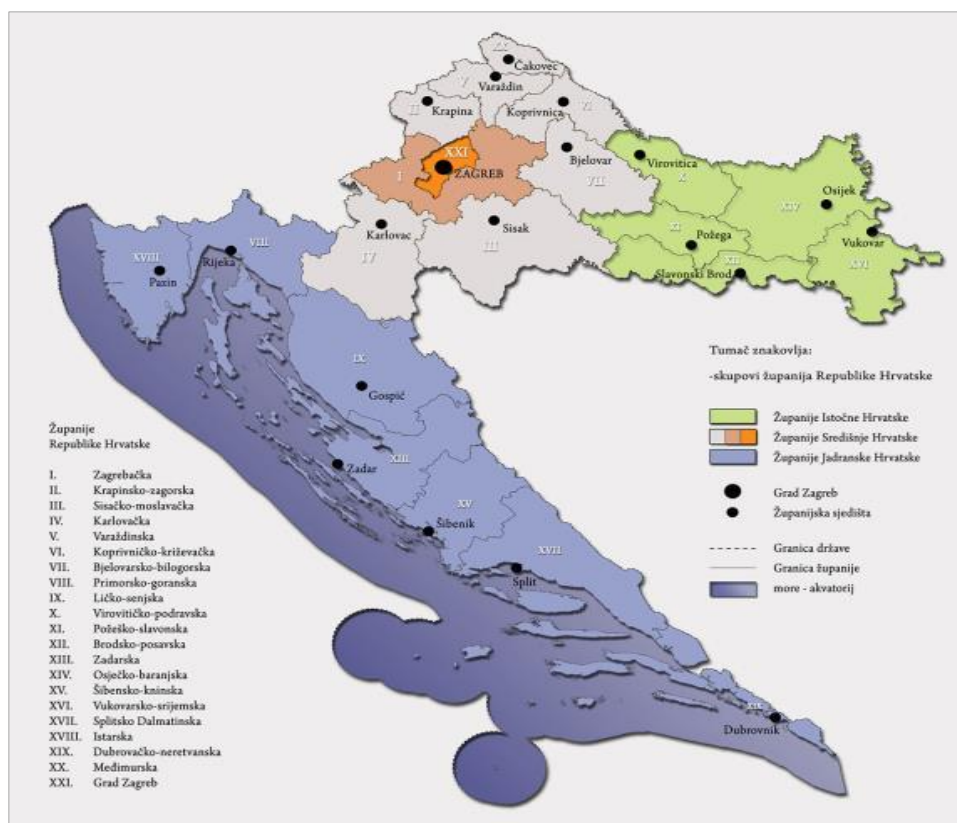 XX
Čakovec
V
Varaždin
II
Krapina
Koprivnica
VI
XXI
I
ZAGREB
Bjelovar
VII
Virovitica
X
Osijek
XIV
Karlovac
IV
Sisak
III
XI
Požega
Vukovar
XVI
XII
Slavonski Brod
XVIII
Pazin
VIII
Rijeka
IX
Gospić
Zadar
XIII
XV
Šibenik
XVII
Split
XIX
Dubrovnik
Tumač znakovlja:
-skupovi županija Republike Hrvatske
Županije Istočne Hrvatske
Županije Središnje Hrvatske
Županije Jadranske Hrvatske
Grad Zagreb
Županijska sjedišta
Granica države
Granica županije
more - akvatorij
Županije
Republike Hrvatske
I. Zagrebačka
II. Krapinsko-zagorska
III. Sisačko-moslavačka
IV. Karlovačka
V. Varaždinska
VI. Koprivničko-križevačka
VII. Bjelovarsko-bilogorska
VIII. Primorsko-goranska
IX. Ličko-senjska
X. Virovitičko-podravska
XI. Požeško-slavonska
XII. Brodsko-posavska
XIII. Zadarska
XIV. Osječko-baranjska
XV. Šibensko-kninska
XVI. Vukovarsko-srijemska
XVII. Splitsko Dalmatinska
XVIII. Istarska
XIX. Dubrovačko-neretvanska
XX. Međimurska
XXI. Grad Zagreb